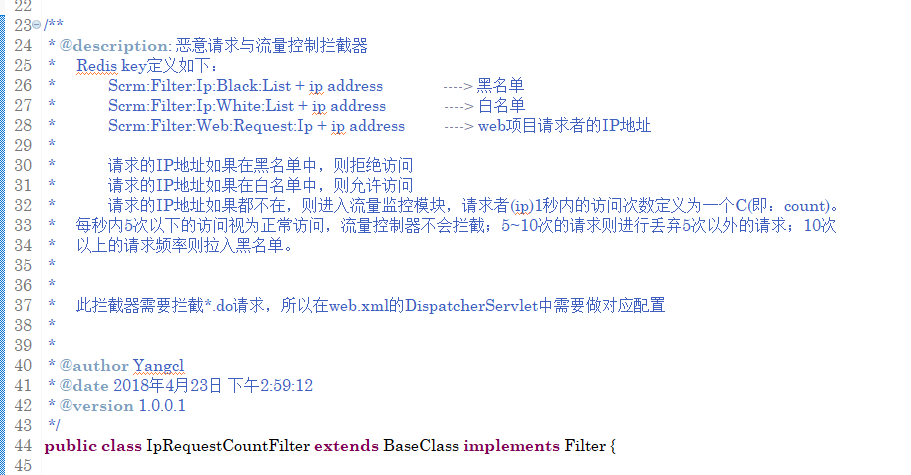 22
23 /**
24 * @description: 恶意请求与流量控制拦截器
25 * Redis key定义如下：
26 * Scrm:Filter:Ip:Black:List + ip address ----> 黑名单
27 * Scrm:Filter:Ip:White:List + ip address ----> 白名单
28 * Scrm:Filter:Web:Request:Ip + ip address ----> web项目请求者的IP地址
29 *
30 * 请求的IP地址如果在黑名单中，则拒绝访问
31 * 请求的IP地址如果在白名单中，则允许访问
32 * 请求的IP地址如果都不在，则进入流量监控模块，请求者(ip)1秒内的访问次数定义为一个C(即：count)。
33 * 每秒内5次以下的访问视为正常访问，流量控制器不会拦截；5~10次的请求则进行丢弃5次以外的请求；10次
34 * 以上的请求频率则拉入黑名单。
35 *
36 *
37 * 此拦截器需要拦截*.do请求，所以在web.xml的DispatcherServlet中需要做对应配置
38 *
39 *
40 * @author Yangcl
41 * @date 2018年4月23日 下午2:59:12
42 * @version 1.0.0.1
43 */
44 public class IpRequestCountFilter extends BaseClass implements Filter {
45